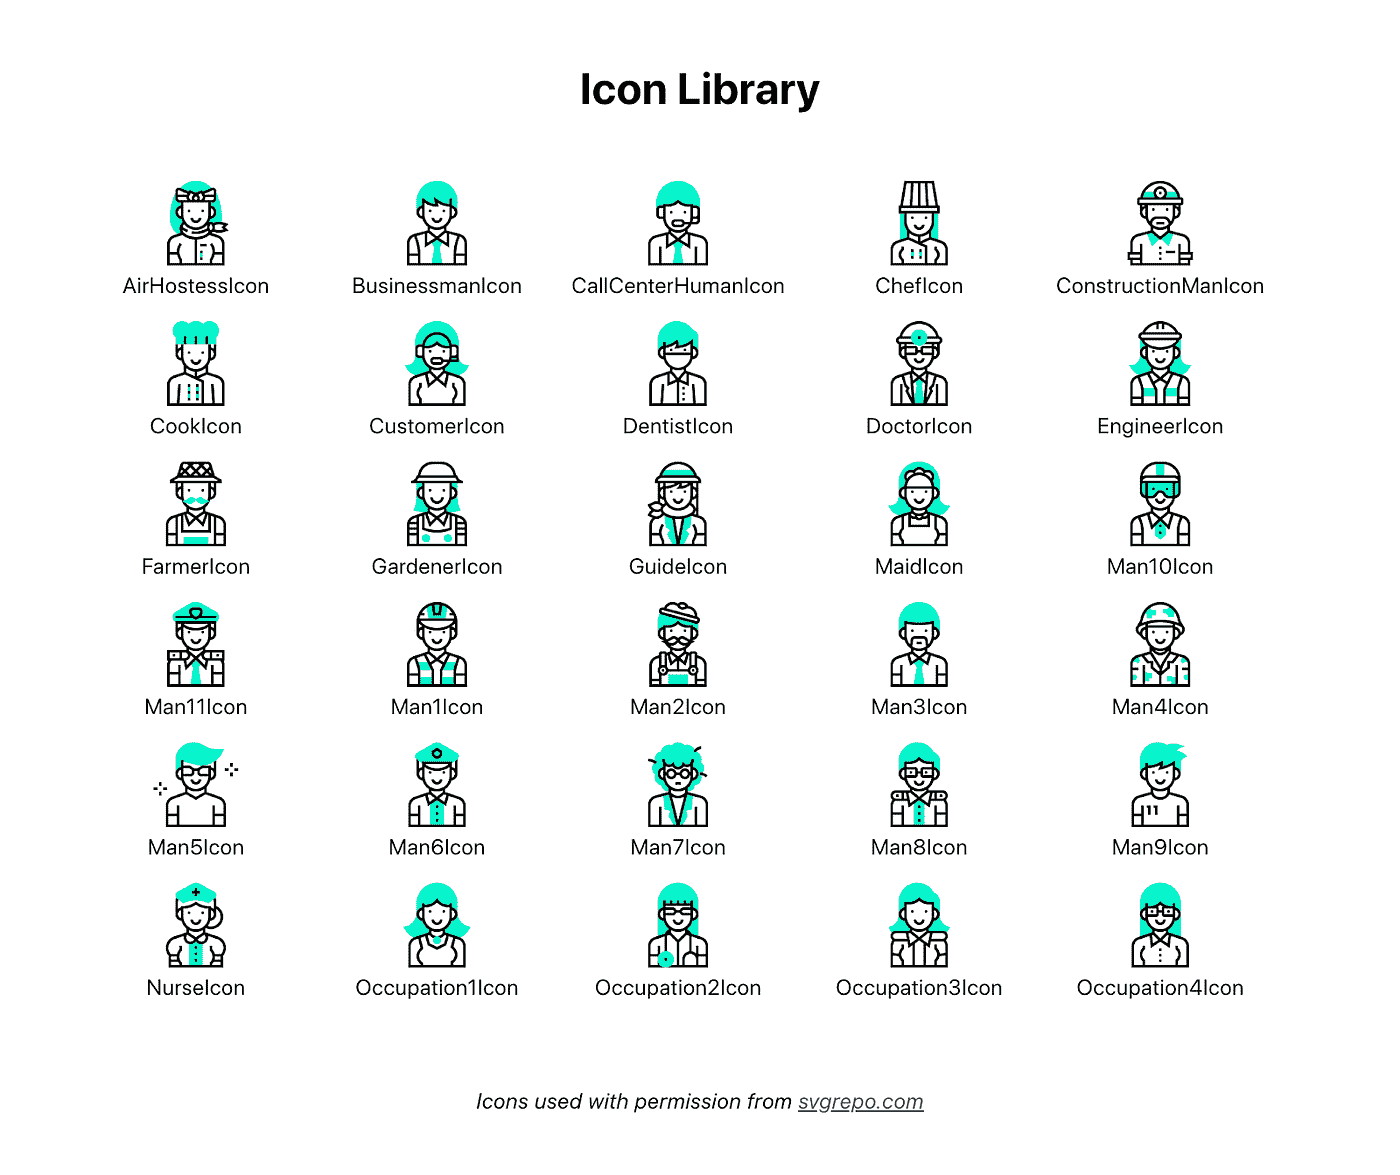 Icon Library
AirHostessIcon BusinessmanIcon CallCenterHumanIcon ChefIcon ConstructionManIcon
CookIcon CustomerIcon DentistIcon DoctorIcon EngineerIcon
FarmerIcon GardenerIcon GuideIcon MaidIcon Man10Icon
Man11Icon Man1Icon Man2Icon Man3Icon Man4Icon
Man5Icon Man6Icon Man7Icon Man8Icon Man9Icon
NurseIcon Occupation1Icon Occupation2Icon Occupation3Icon Occupation4Icon
Icons used with permission from svgrepo.com